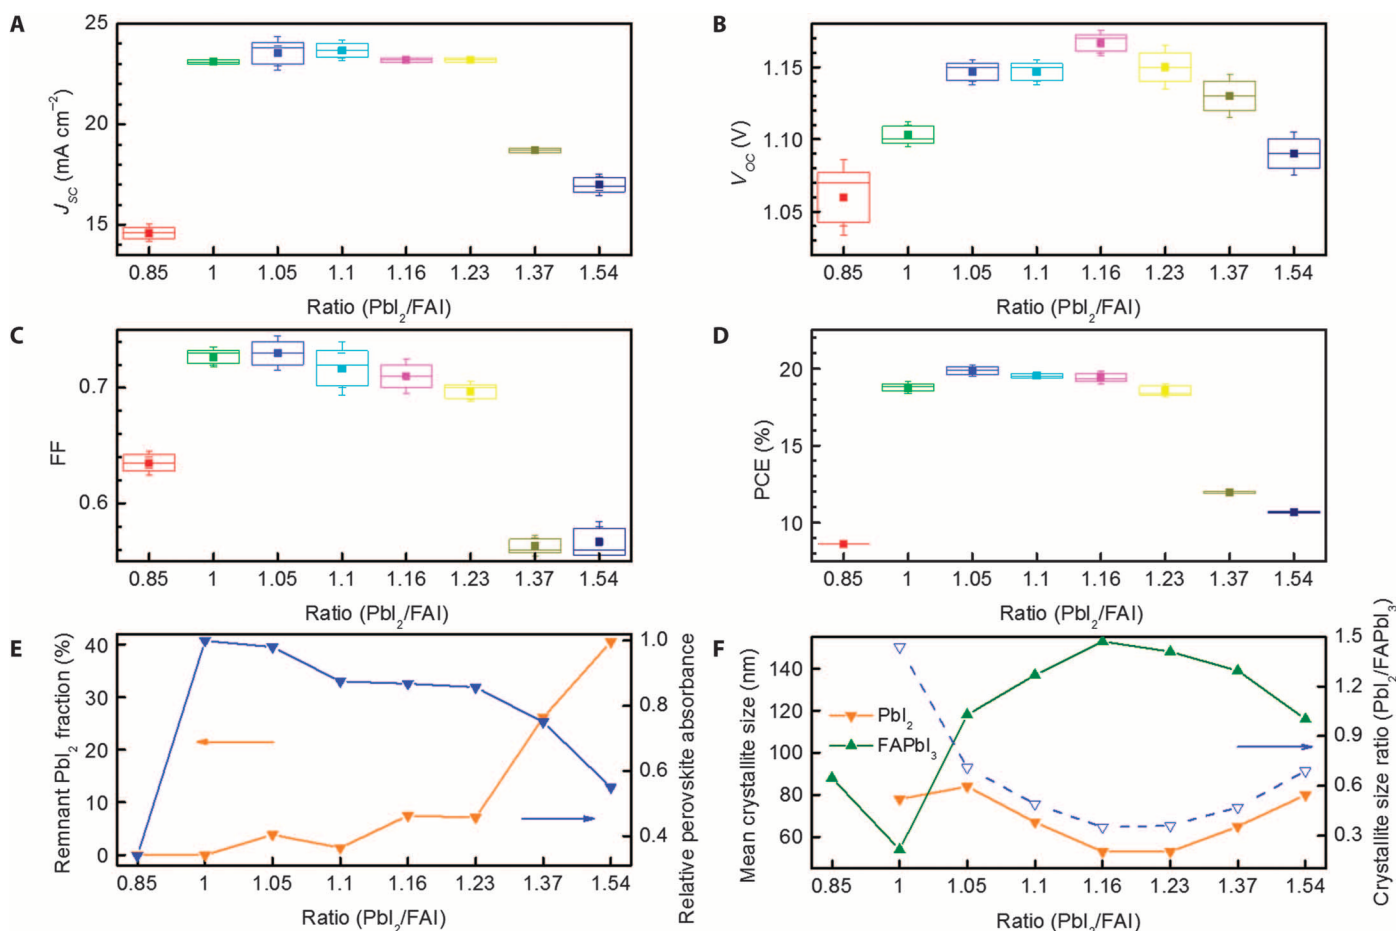 A
25
20
15
J_SC (mA cm⁻²)
0.85 1 1.05 1.1 1.16 1.23 1.37 1.54
Ratio (PbI₂/FAI)
B
1.15
1.10
1.05
V_OC (V)
0.85 1 1.05 1.1 1.16 1.23 1.37 1.54
Ratio (PbI₂/FAI)
C
0.7
0.6
FF
0.85 1 1.05 1.1 1.16 1.23 1.37 1.54
Ratio (PbI₂/FAI)
D
20
15
10
PCE (%)
0.85 1 1.05 1.1 1.16 1.23 1.37 1.54
Ratio (PbI₂/FAI)
E
40
30
20
10
0
Remnant PbI₂ fraction (%)
1.0
0.8
0.6
0.4
Relative perovskite absorbance
0.85 1 1.05 1.1 1.16 1.23 1.37 1.54
Ratio (PbI₂/FAI)
F
140
120
100
80
60
Mean crystallite size (nm)
PbI₂
FAPbI₃
1.5
1.2
0.9
0.6
0.3
Crystallite size ratio (PbI₂/FAPbI₃)
0.85 1 1.05 1.1 1.16 1.23 1.37 1.54
Ratio (PbI₂/FAI)